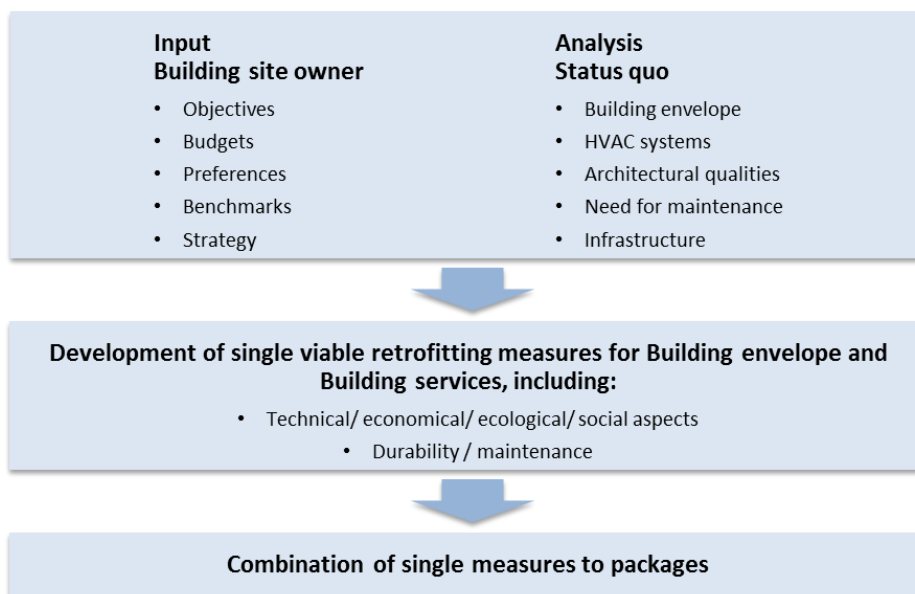 Input
Building site owner
• Objectives
• Budgets
• Preferences
• Benchmarks
• Strategy
Analysis
Status quo
• Building envelope
• HVAC systems
• Architectural qualities
• Need for maintenance
• Infrastructure
Development of single viable retrofitting measures for Building envelope and
Building services, including:
• Technical/ economical/ ecological/ social aspects
• Durability / maintenance
Combination of single measures to packages